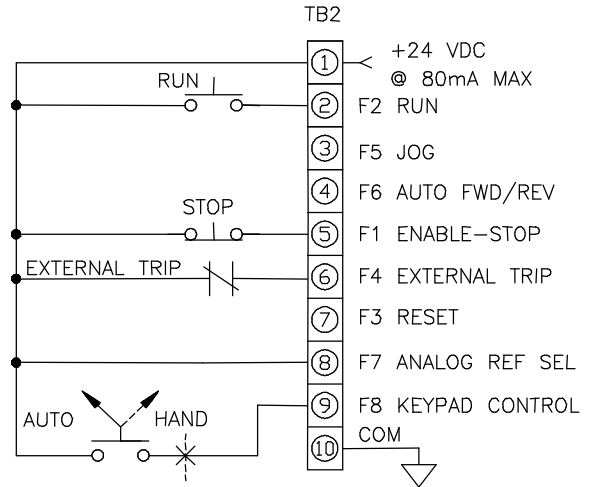 TB2
1 +24 VDC
@ 80mA MAX
RUN
2 F2 RUN
3 F5 JOG
4 F6 AUTO FWD/REV
STOP
5 F1 ENABLE-STOP
EXTERNAL TRIP
6 F4 EXTERNAL TRIP
7 F3 RESET
8 F7 ANALOG REF SEL
AUTO HAND
9 F8 KEYPAD CONTROL
10 COM